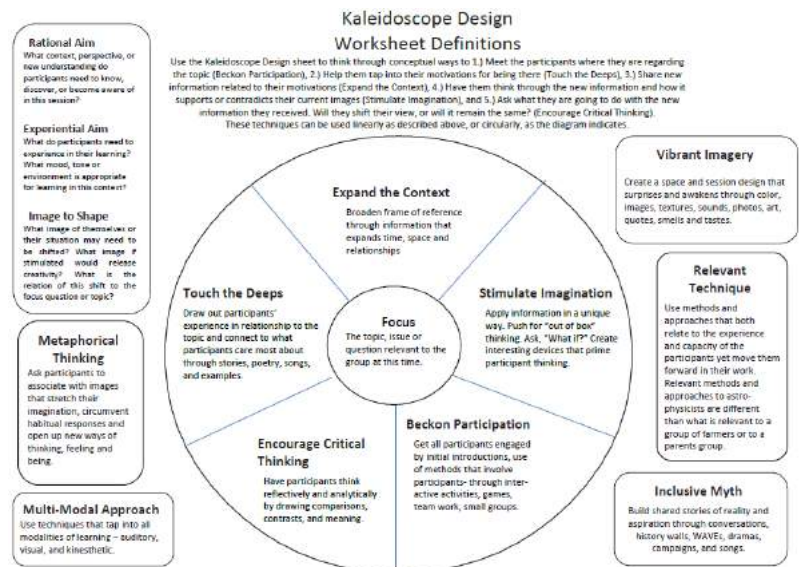 Kaleidoscope Design
Worksheet Definitions
Use the Kaleidoscope Design sheet to think through conceptual ways to 1.) Meet the participants where they are regarding
the topic (Beckon Participation), 2.) Help them tap into their motivations for being there (Touch the Deeps), 3.) Share new
information related to their motivations (Expand the Context), 4.) Have them think through the new information and how it
supports or contradicts their current images (Stimulate Imagination), and 5.) Ask what they are going to do with the new
information they received. Will they shift their view, or will it remain the same? (Encourage Critical Thinking).
These techniques can be used linearly as described above, or circularly, as the diagram indicates.
Rational Aim
What context, perspective, or
new understanding do
participants need to know,
discover, or become aware of
in this session?
Experiential Aim
What do participants need to
experience in their learning?
What mood, tone or
environment is appropriate
for learning in this context?
Image to Shape
What image of themselves or
their situation may need to
be shifted? What image if
stimulated would release
creativity? What is the
relation of this shift to the
focus question or topic?
Metaphorical
Thinking
Ask participants to
associate with images
that stretch their
imagination, circumvent
habitual responses and
open up new ways of
thinking, feeling and
being.
Multi-Modal Approach
Use techniques that tap into all
modalities of learning – auditory,
visual, and kinesthetic.
Expand the Context
Broaden frame of reference
through information that
expands time, space and
relationships
Touch the Deeps
Draw out participants'
experience in relationship to the
topic and connect to what
participants care most about
through stories, poetry, songs,
and examples.
Focus
The topic, issue or
question relevant to the
group at this time.
Stimulate Imagination
Apply information in a unique
way. Push for "out of box"
thinking. Ask, "What if?" Create
interesting devices that prime
participant thinking.
Encourage Critical
Thinking
Have participants think
reflectively and analytically
by drawing comparisons,
contrasts, and meaning.
Beckon Participation
Get all participants engaged
by initial introductions, use
of methods that involve
participants- through inter-
active activities, games,
team work, small groups.
Vibrant Imagery
Create a space and session design that
surprises and awakens through color,
images, textures, sounds, photos, art,
quotes, smells and tastes.
Relevant
Technique
Use methods and
approaches that both
relate to the experience
and capacity of the
participants yet move them
forward in their work.
Relevant methods and
approaches to astro-
physicists are different
than what is relevant to a
group of farmers or to a
parents group.
Inclusive Myth
Build shared stories of reality and
aspiration through conversations,
history walls, WAVEs, dramas,
campaigns, and songs.